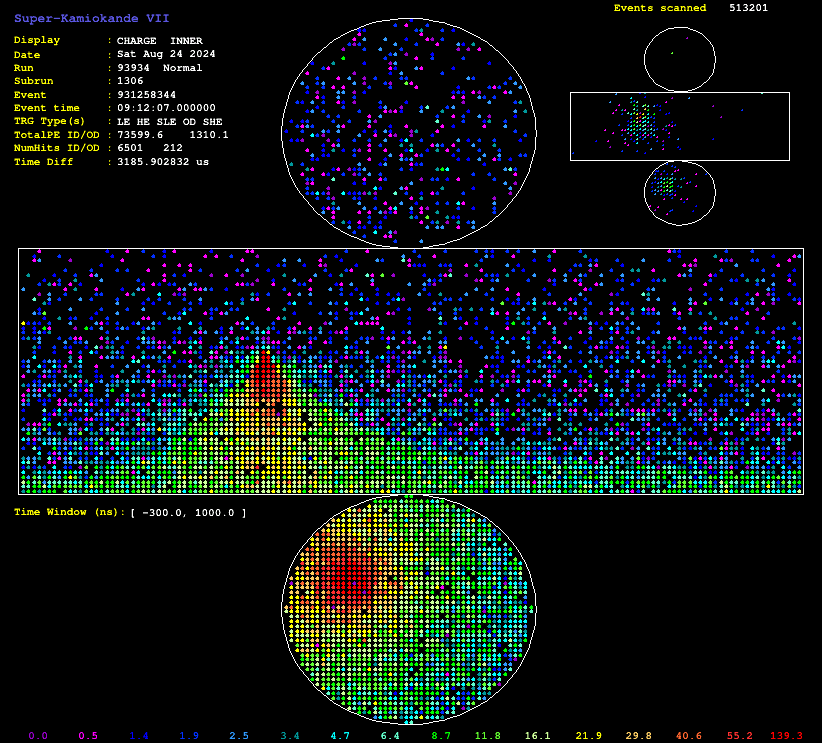 Super-Kamiokande VII
Events scanned 513201
Display : CHARGE INNER
Date : Sat Aug 24 2024
Run : 93934 Normal
Subrun : 1306
Event : 931258344
Event time : 09:12:07.000000
TRG Type(s) : LE HE SLE OD SHE
TotalPE ID/OD : 73599.6 1310.1
NumHits ID/OD : 6501 212
Time Diff : 3185.902832 us
Time Window (ns): [ -300.0, 1000.0 ]
0.0 0.5 1.4 1.9 2.5 3.4 4.7 6.4 8.7 11.8 16.1 21.9 29.8 40.6 55.2 139.3